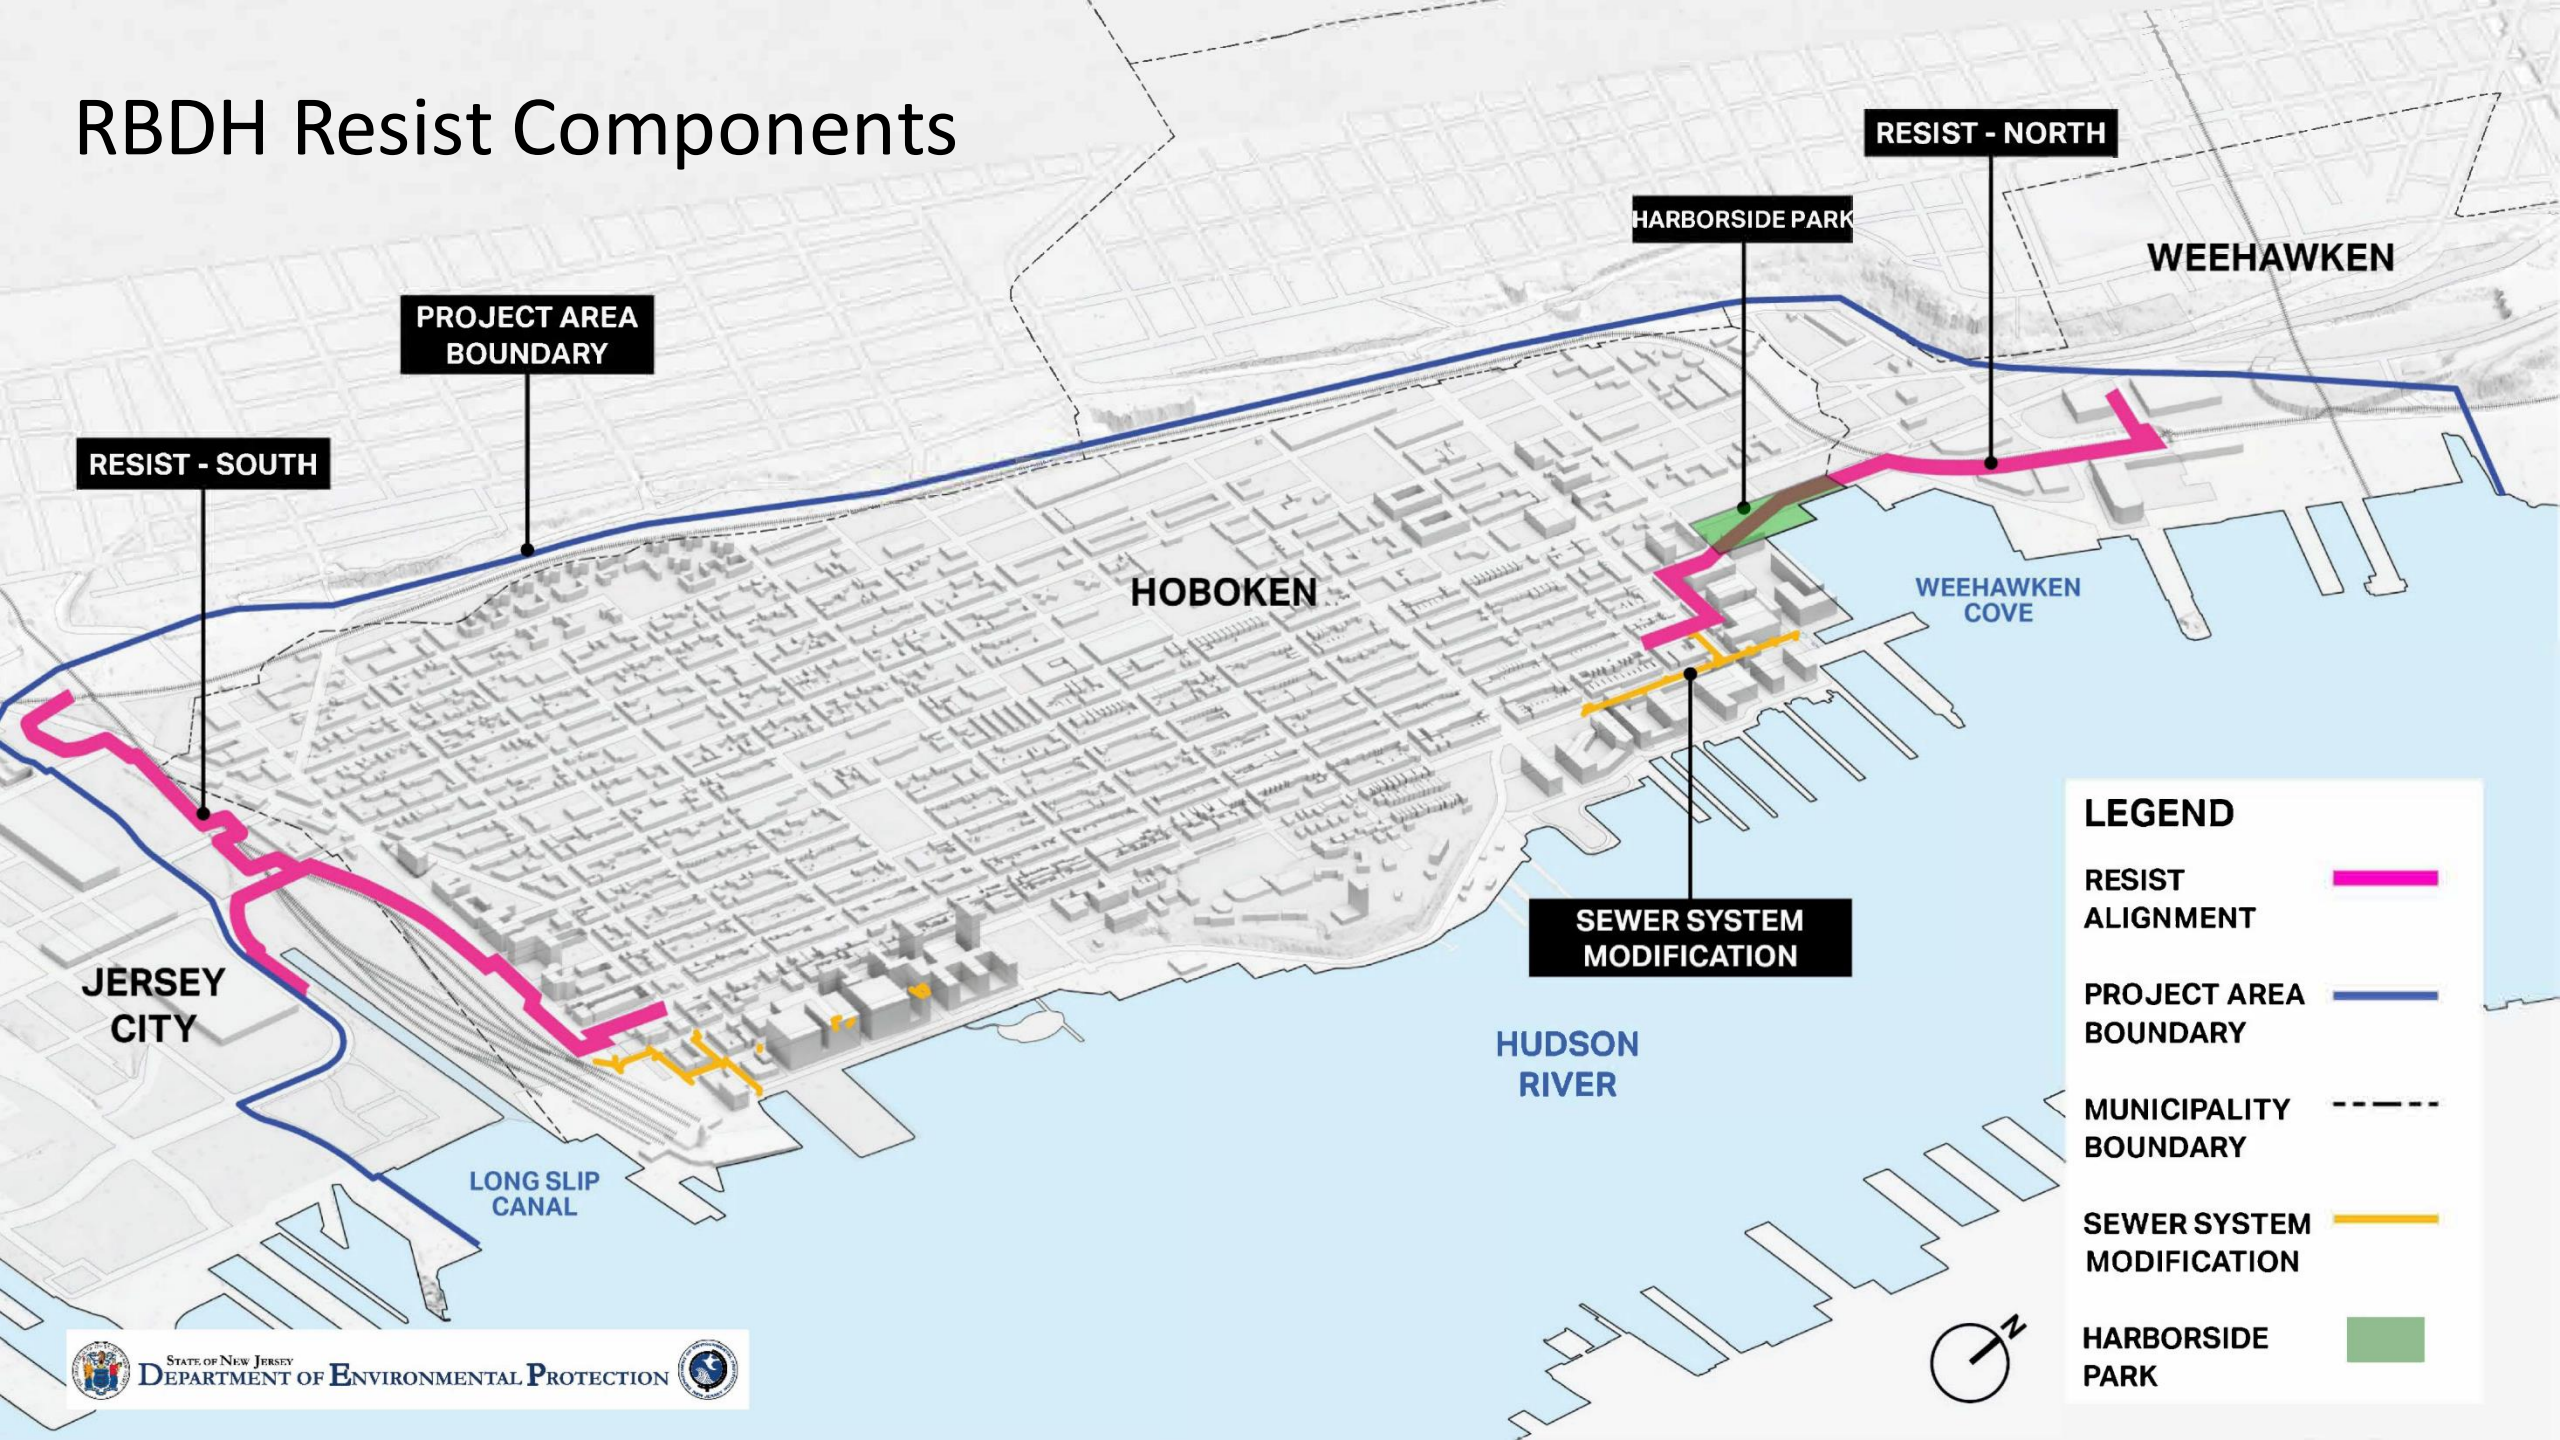 RBDH Resist Components
RESIST - NORTH
HARBORSIDE PARK
WEEHAWKEN
PROJECT AREA
BOUNDARY
RESIST - SOUTH
HOBOKEN
WEEHAWKEN
COVE
LEGEND
RESIST
ALIGNMENT
PROJECT AREA
BOUNDARY
MUNICIPALITY
BOUNDARY
SEWER SYSTEM
MODIFICATION
HARBORSIDE
PARK
SEWER SYSTEM
MODIFICATION
JERSEY
CITY
HUDSON
RIVER
LONG SLIP
CANAL
N
STATE OF NEW JERSEY
DEPARTMENT OF ENVIRONMENTAL PROTECTION